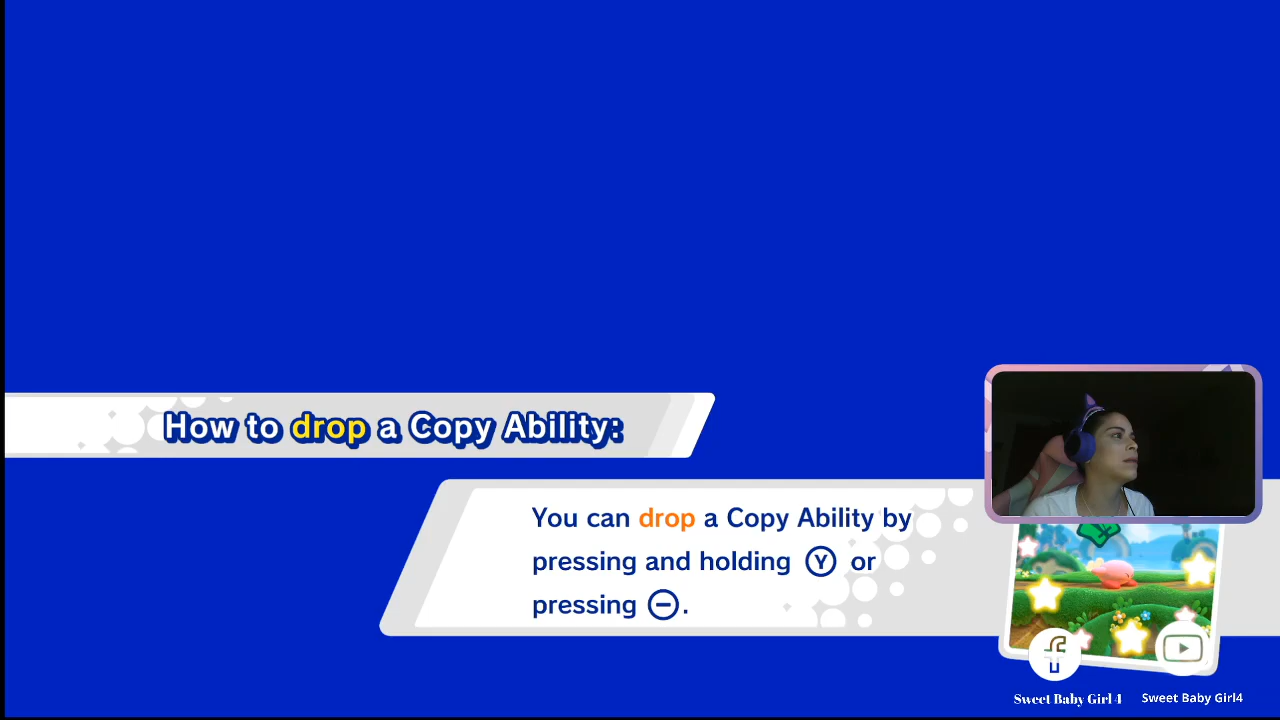 How to drop a Copy Ability:
You can drop a Copy Ability by
pressing and holding Y or
pressing −.
Sweet Baby Girl 4
Sweet Baby Girl4